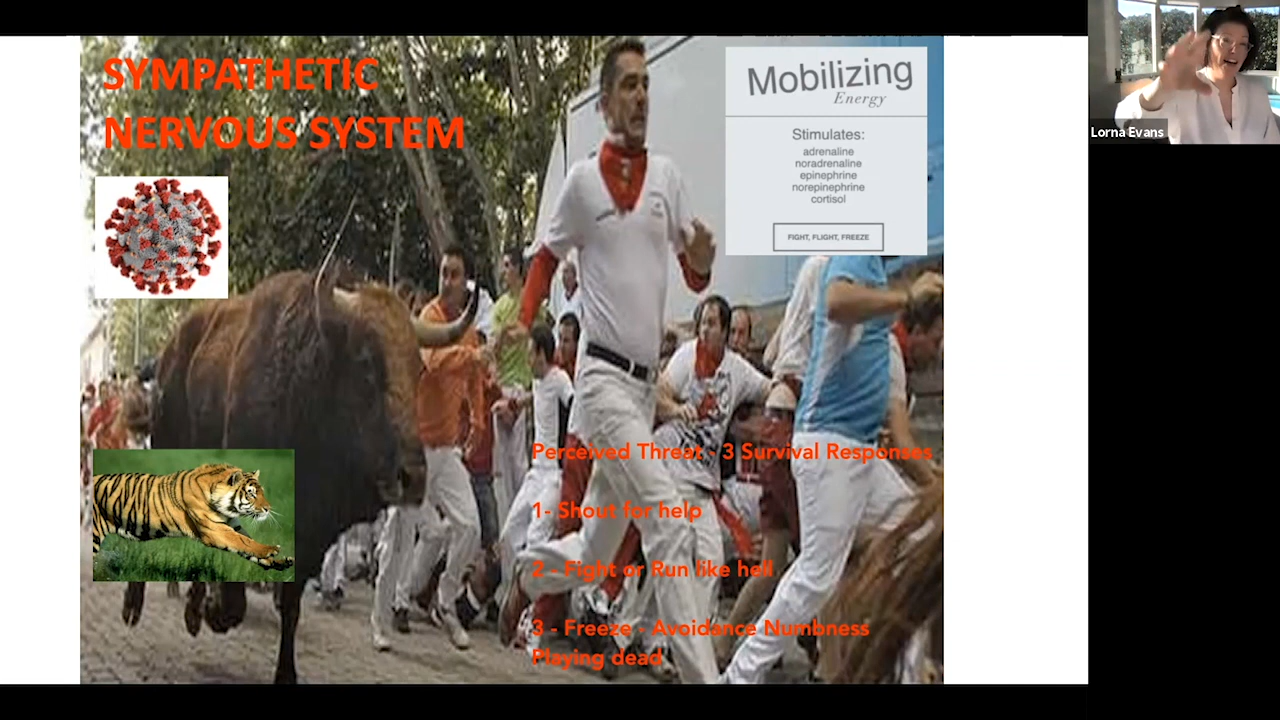 SYMPATHETIC
NERVOUS SYSTEM
Mobilizing
Energy
Stimulates:
adrenaline
noradrenaline
epinephrine
norepinephrine
cortisol
FIGHT, FLIGHT, FREEZE
Lorna Evans
Perceived Threat - 3 Survival Responses
1- Shout for help
2 - Fight or Run like hell
3 - Freeze - Avoidance Numbness
Playing dead